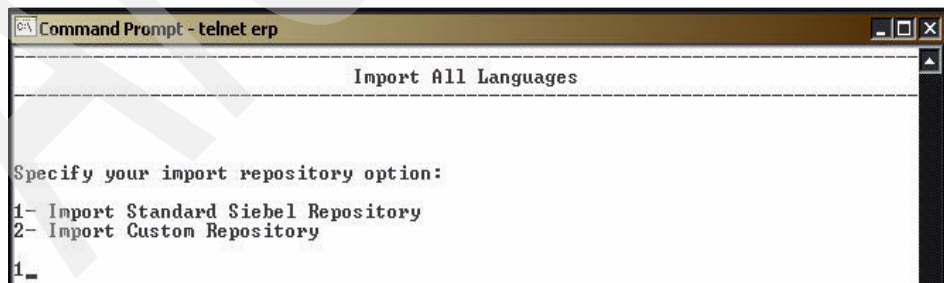 C:\ Command Prompt - telnet erp
Import All Languages
Specify your import repository option:
1- Import Standard Siebel Repository
2- Import Custom Repository
1_